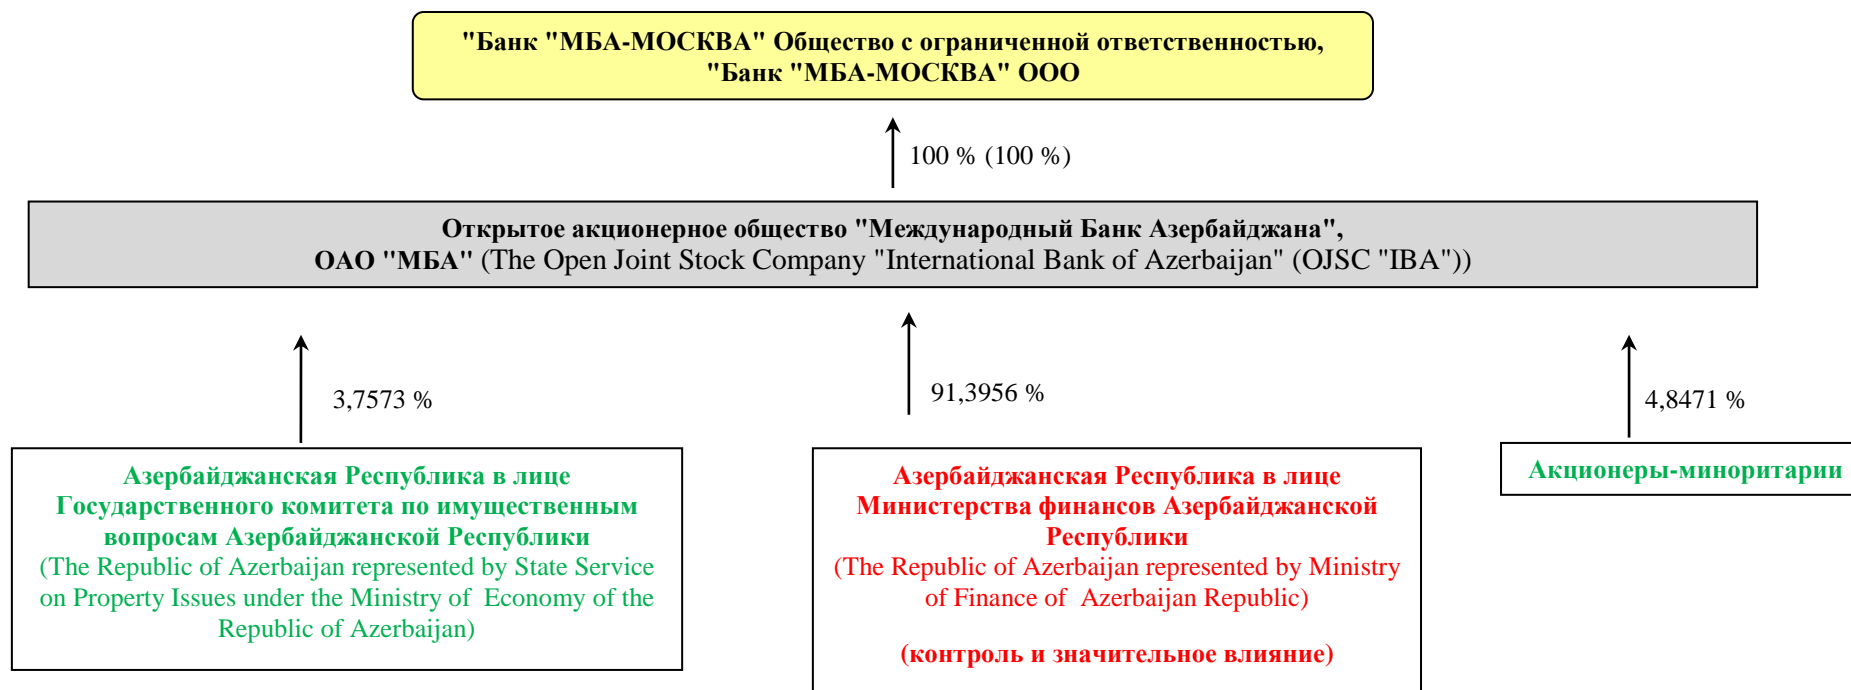 "Банк "МБА-МОСКВА" Общество с ограниченной ответственностью,
"Банк "МБА-МОСКВА" ООО
100 % (100 %)
Открытое акционерное общество "Международный Банк Азербайджана",
ОАО "МБА" (The Open Joint Stock Company "International Bank of Azerbaijan" (OJSC "IBA"))
3,7573 %
91,3956 %
4,8471 %
Азербайджанская Республика в лице
Государственного комитета по имущественным
вопросам Азербайджанской Республики
(The Republic of Azerbaijan represented by State Service
on Property Issues under the Ministry of Economy of the
Republic of Azerbaijan)
Азербайджанская Республика в лице
Министерства финансов Азербайджанской
Республики
(The Republic of Azerbaijan represented by Ministry
of Finance of Azerbaijan Republic)
(контроль и значительное влияние)
Акционеры-миноритарии